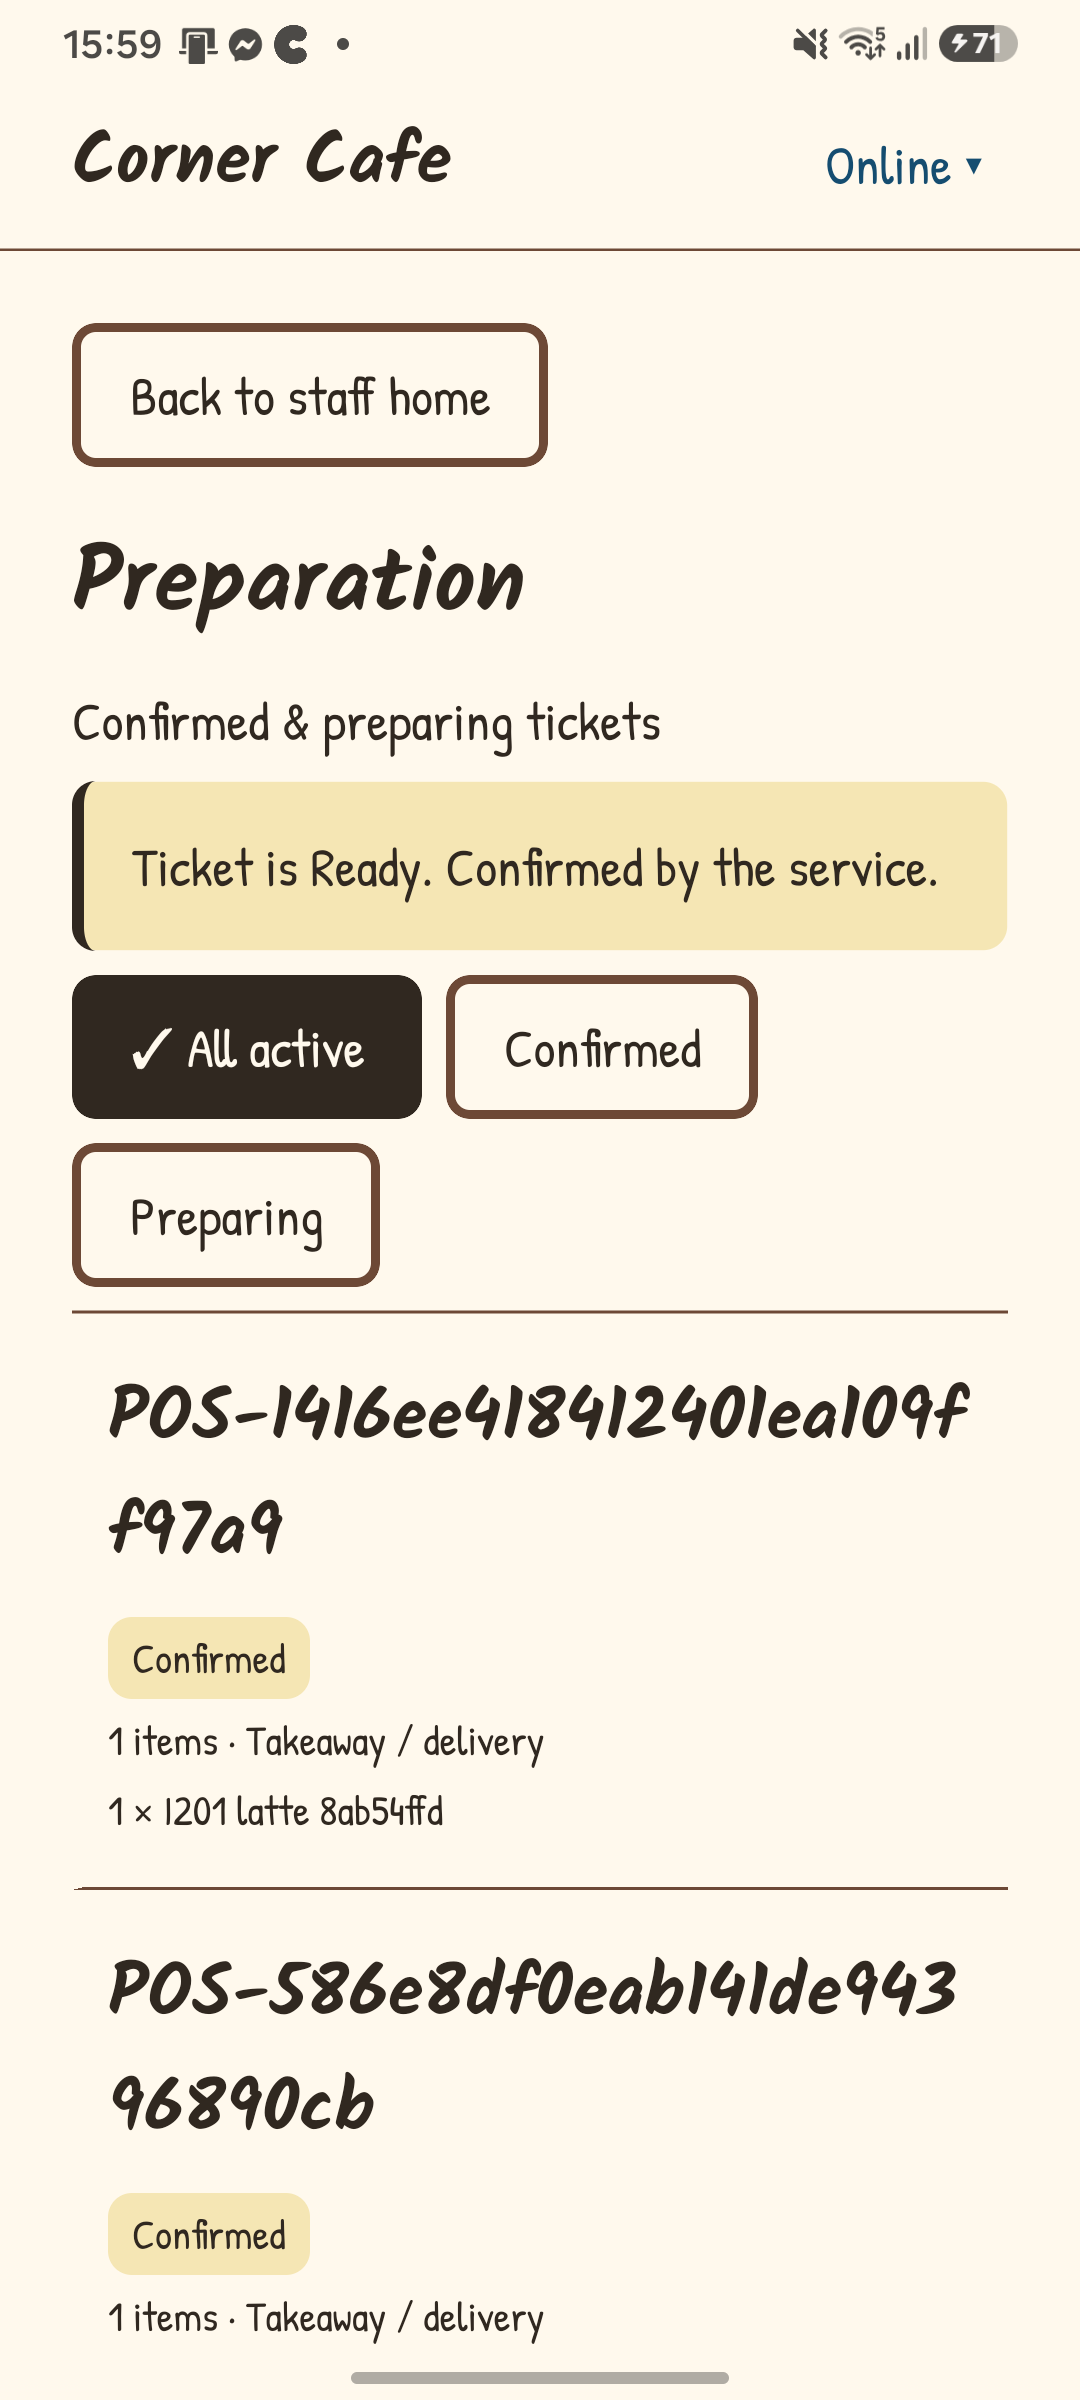 15:59
5
71
Corner Cafe
Online ▼
Back to staff home
Preparation
Confirmed & preparing tickets
Ticket is Ready. Confirmed by the service.
✓ All active
Confirmed
Preparing
POS-1416ee418412401ea109f
f97a9
Confirmed
1 items · Takeaway / delivery
1 × 1201 latte 8ab54ffd
POS-586e8df0eab141de943
96890cb
Confirmed
1 items · Takeaway / delivery